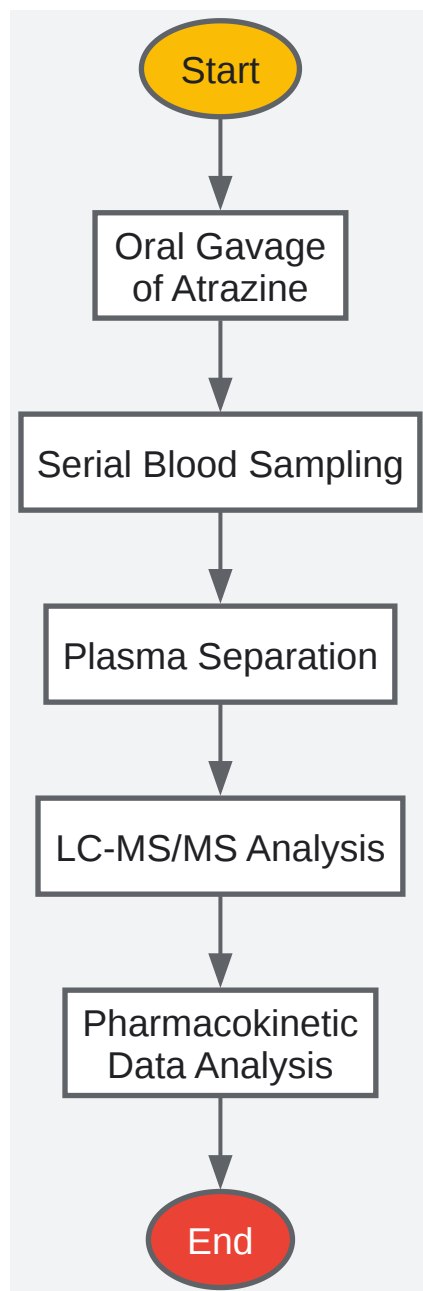 Start
Oral Gavage
of Atrazine
Serial Blood Sampling
Plasma Separation
LC-MS/MS Analysis
Pharmacokinetic
Data Analysis
End